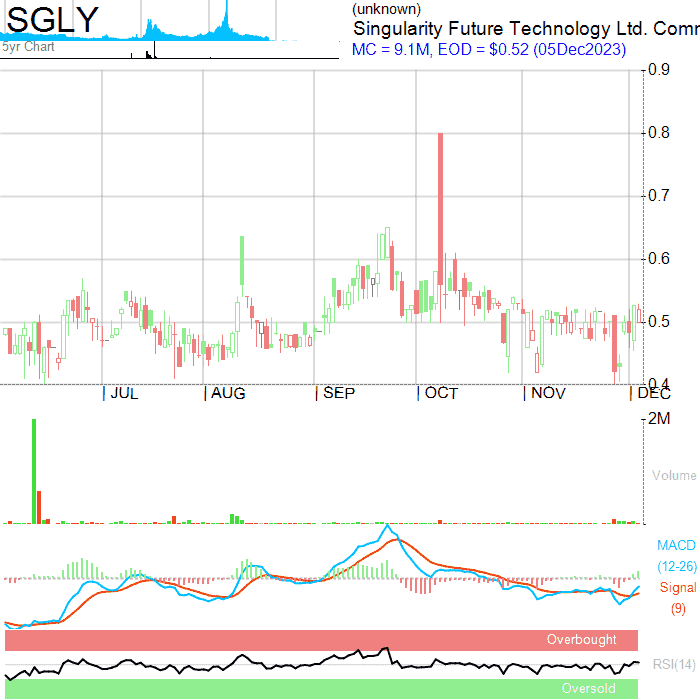 SGLY
5yr Chart
(unknown)
Singularity Future Technology Ltd. Comm
MC = 9.1M, EOD = $0.52 (05Dec2023)
0.9
0.8
0.7
0.6
0.5
0.4
JUL AUG SEP OCT NOV DEC
2M
Volume
MACD
(12-26)
Signal
(9)
Overbought
RSI(14)
Oversold